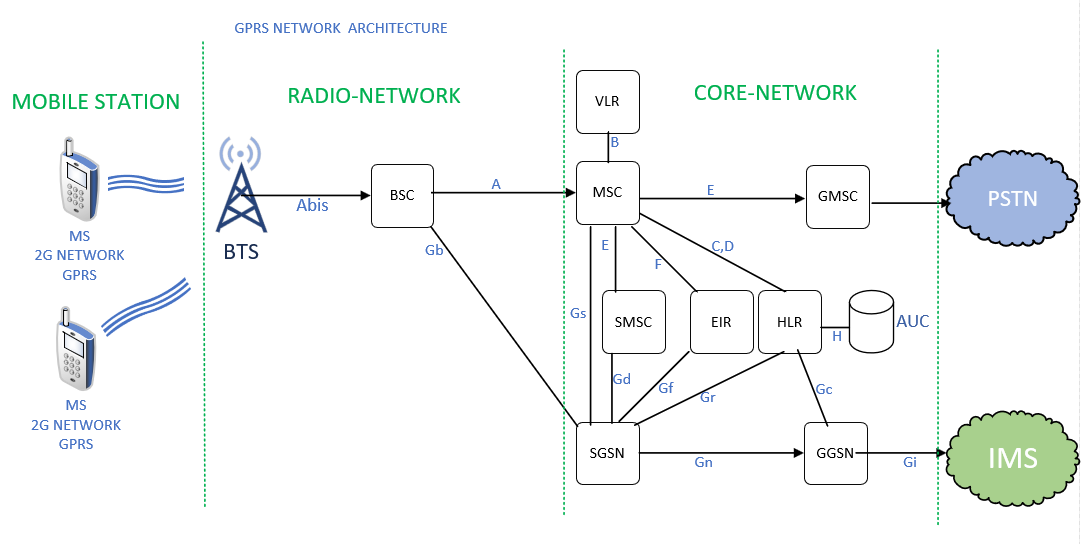 GPRS NETWORK ARCHITECTURE
MOBILE STATION
RADIO-NETWORK
CORE-NETWORK
VLR
B
MS
2G NETWORK
GPRS
BTS
Abis
BSC
A
MSC
E
GMSC
PSTN
Gb
E
F
C,D
Gs
SMSC
EIR
HLR
H
AUC
MS
2G NETWORK
GPRS
Gd
Gf
Gr
Gc
SGSN
Gn
GGSN
Gi
IMS